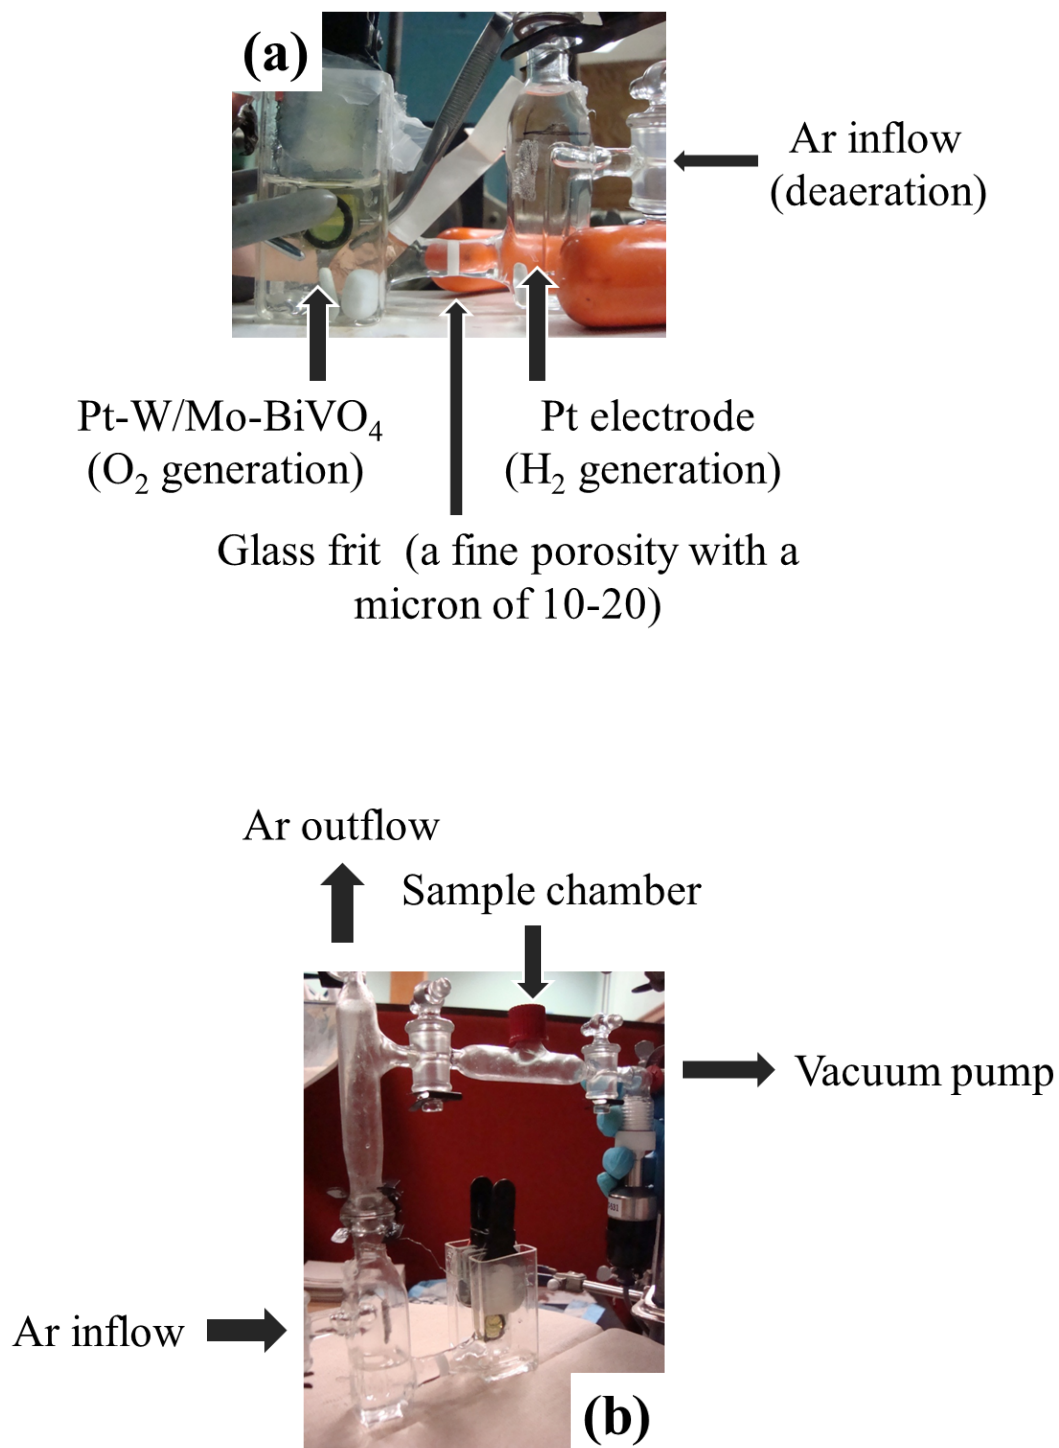 (a)
Ar inflow
(deaeration)
Pt-W/Mo-BiVO₄
(O₂ generation)
Pt electrode
(H₂ generation)
Glass frit (a fine porosity with a
micron of 10-20)
Ar outflow
Sample chamber
Vacuum pump
Ar inflow
(b)